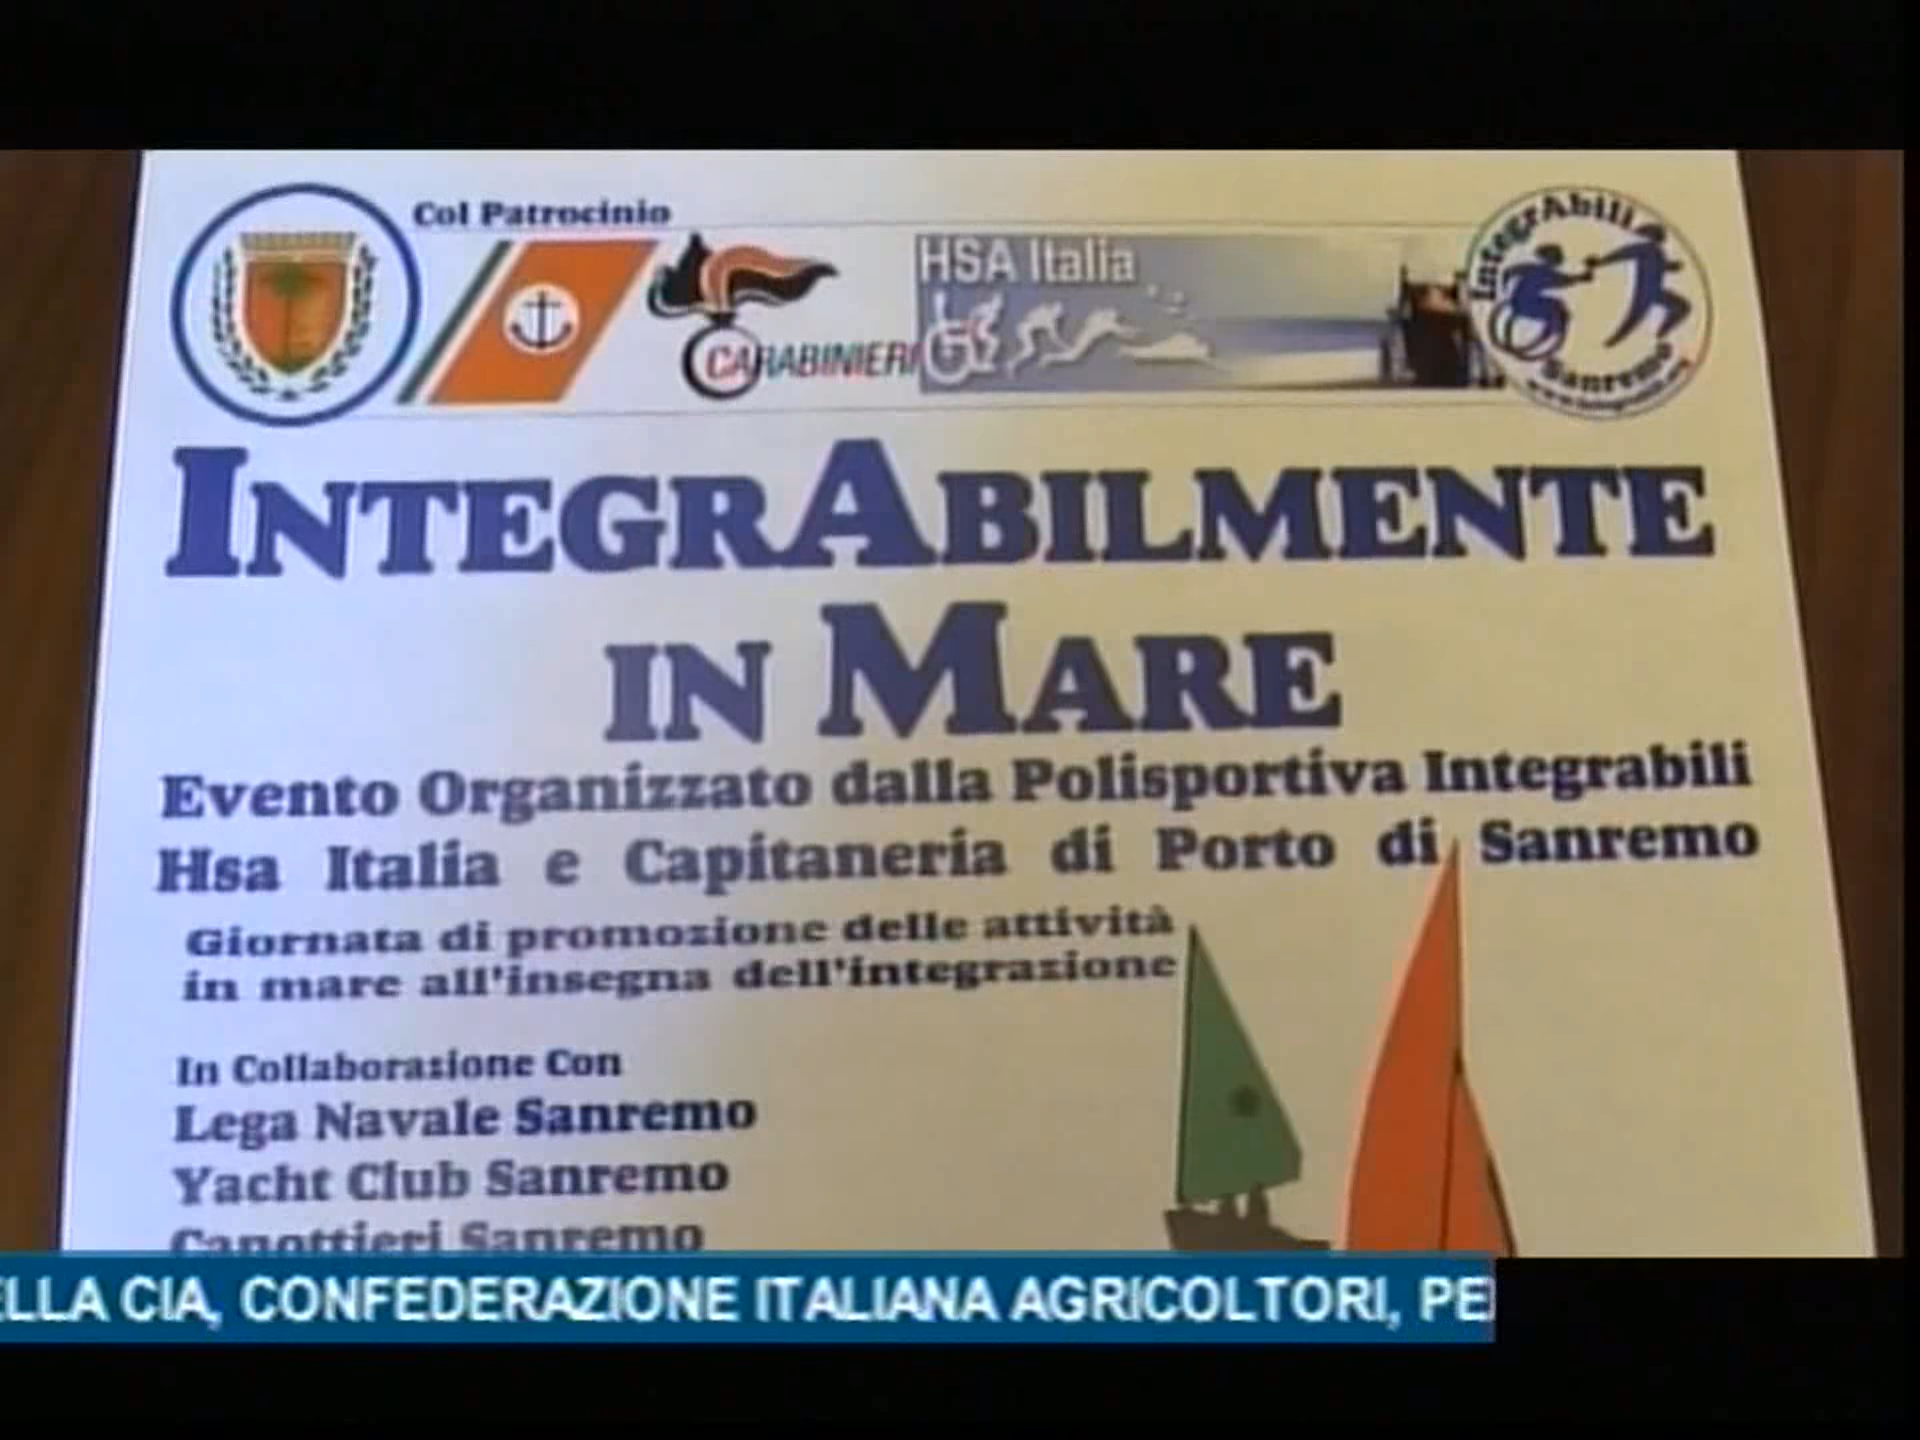 Col Patrocinio
CARABINIERI
HSA Italia
IntegrAbili
Sanremo
INTEGRABILMENTE
IN MARE
Evento Organizzato dalla Polisportiva Integrabili
Hsa Italia e Capitaneria di Porto di Sanremo
Giornata di promozione delle attività
in mare all'insegna dell'integrazione
In Collaborazione Con
Lega Navale Sanremo
Yacht Club Sanremo
Canottieri Sanremo
ELLA CIA, CONFEDERAZIONE ITALIANA AGRICOLTORI, PE